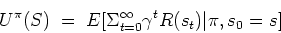 U^π(S) = E[Σ_{t=0}^{∞} γ^t R(s_t)|π, s_0 = s]